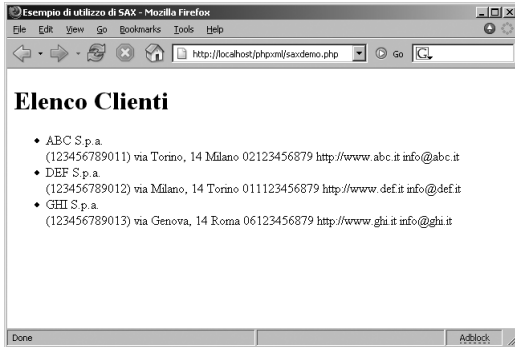 Esempio di utilizzo di SAX - Mozilla Firefox
File Edit View Go Bookmarks Tools Help
http://localhost/phpxml/saxdemo.php Go G
Elenco Clienti
ABC S.p.a.
(123456789011) via Torino, 14 Milano 02123456879 http://www.abc.it info@abc.it
DEF S.p.a.
(123456789012) via Milano, 14 Torino 011123456879 http://www.def.it info@def.it
GHI S.p.a.
(123456789013) via Genova, 14 Roma 06123456879 http://www.ghi.it info@ghi.it
Done Adblock